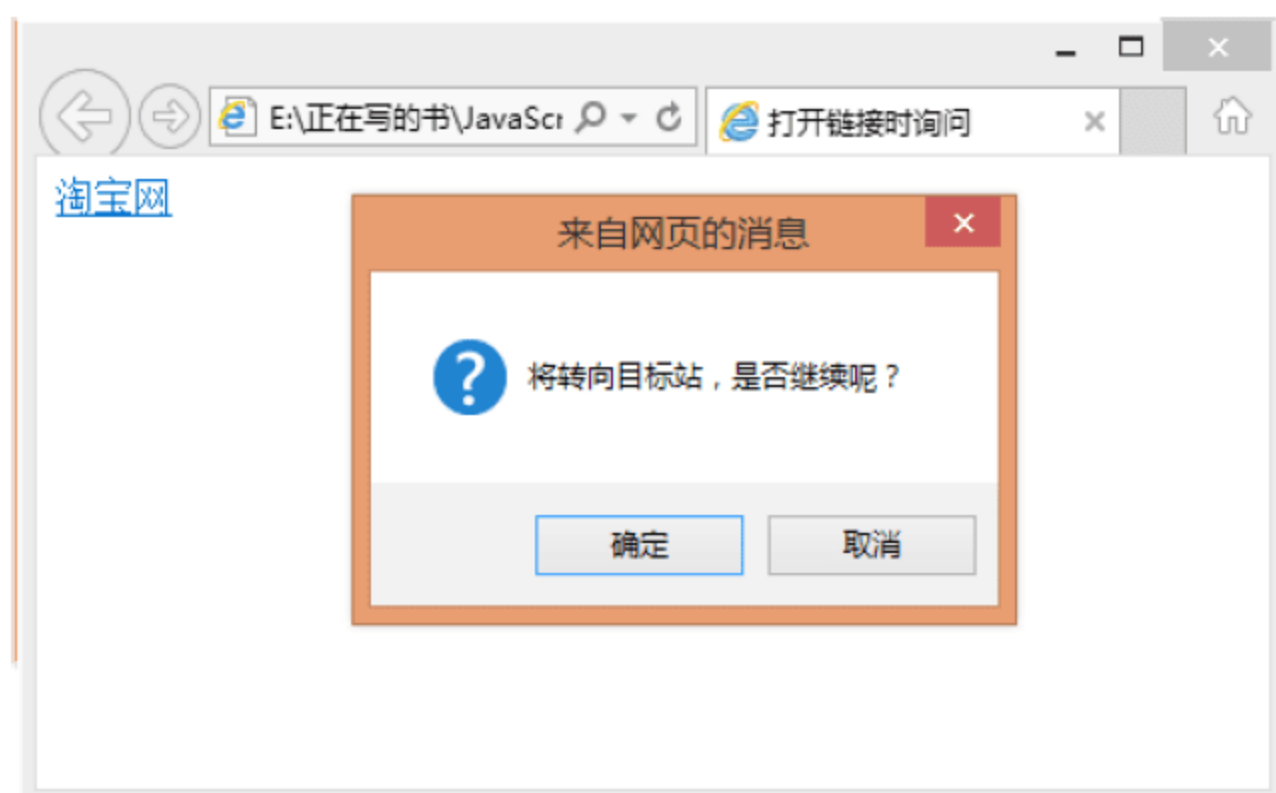 E:\正在写的书\JavaScr
打开链接时询问
淘宝网
来自网页的消息
将转向目标站，是否继续呢？
确定
取消